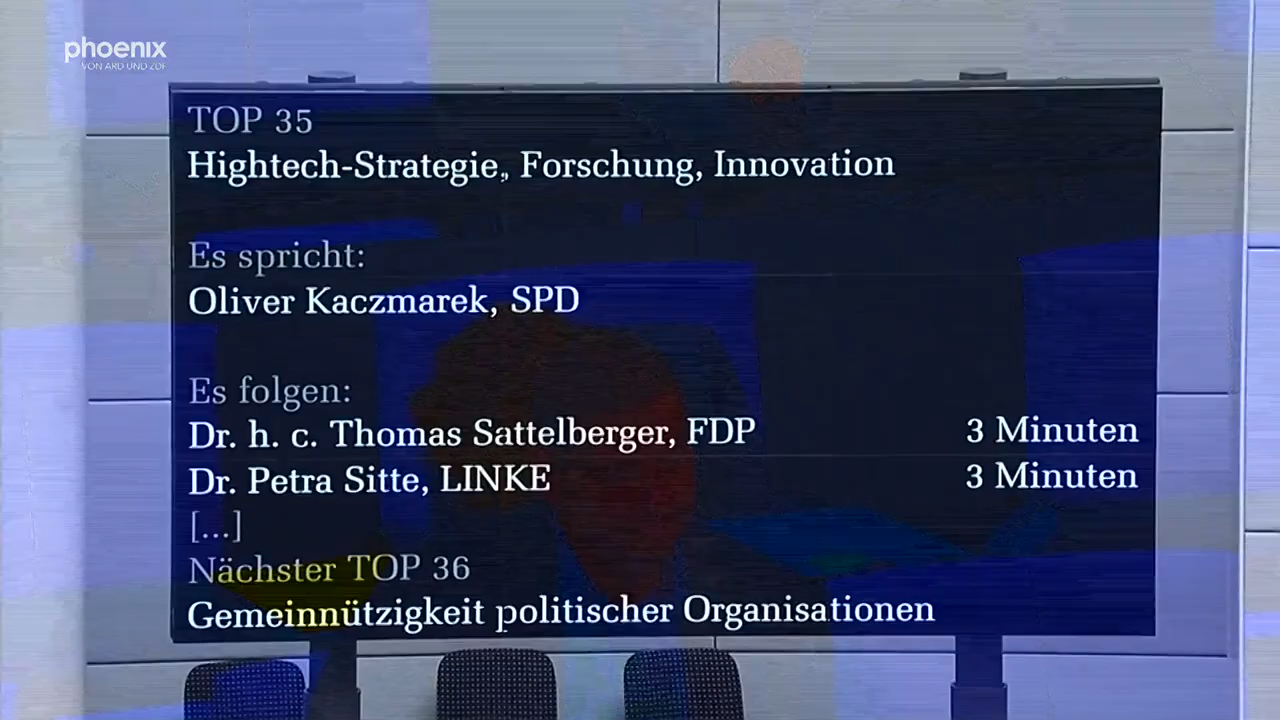 phoenix
VON ARD UND ZDF
TOP 35
Hightech-Strategie,, Forschung, Innovation
Es spricht:
Oliver Kaczmarek, SPD
Es folgen:
Dr. h. c. Thomas Sattelberger, FDP 3 Minuten
Dr. Petra Sitte, LINKE 3 Minuten
[...]
Nächster TOP 36
Gemeinnützigkeit politischer Organisationen